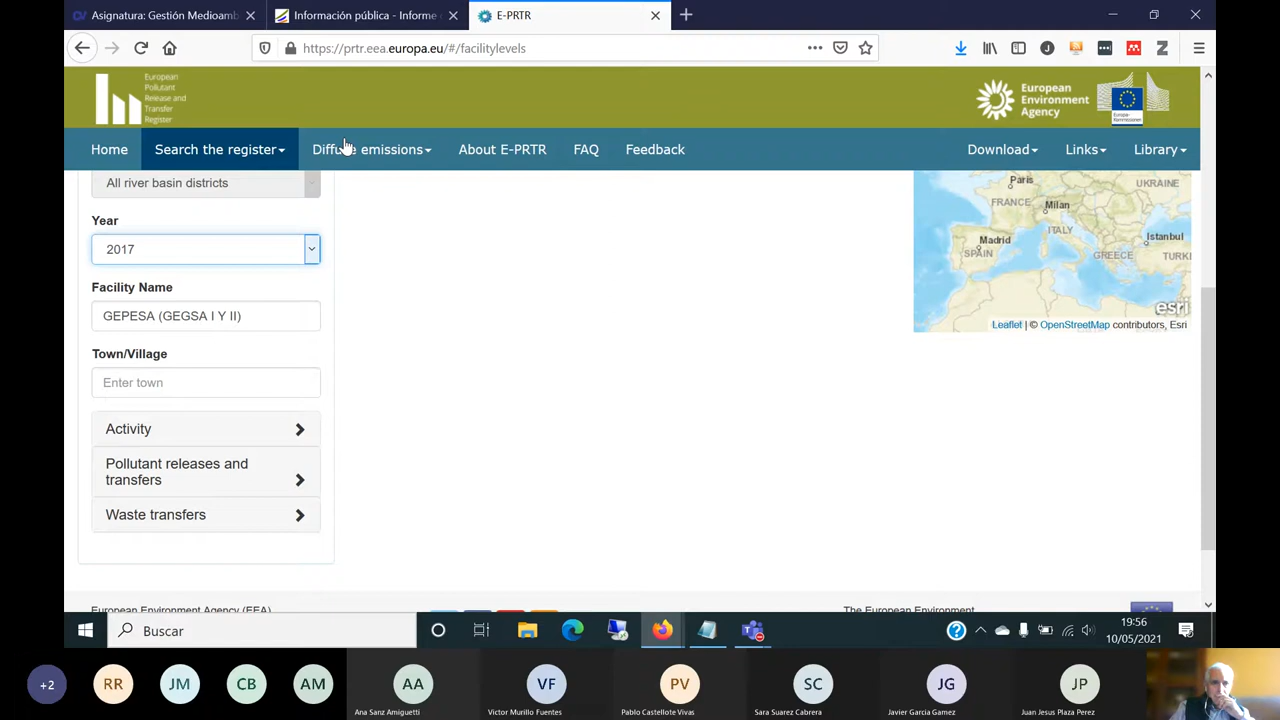 Asignatura: Gestión Medioamb
Información pública - Informe
E-PRTR
https://prtr.eea.europa.eu/#/facilitylevels
European
Pollutant
Release and
Transfer
Register
European
Environment
Agency
Home
Search the register
Diffuse emissions
About E-PRTR
FAQ
Feedback
Download
Links
Library
All river basin districts
Year
2017
Facility Name
GEPESA (GEGSA I Y II)
Town/Village
Enter town
Activity
Pollutant releases and
transfers
Waste transfers
Paris
UKRAINE
FRANCE
Milan
ITALY
Istanbul
Madrid
SPAIN
GREECE
TURKI
esri
Leaflet | © OpenStreetMap contributors, Esri
European Environment Agency (EEA)
The European Environment
Buscar
19:56
10/05/2021
+2
RR
JM
CB
AM
AA
Ana Sanz Amiguetti
VF
Victor Murillo Fuentes
PV
Pablo Castellote Vivas
SC
Sara Suarez Cabrera
JG
Javier Garcia Gamez
JP
Juan Jesus Plaza Perez